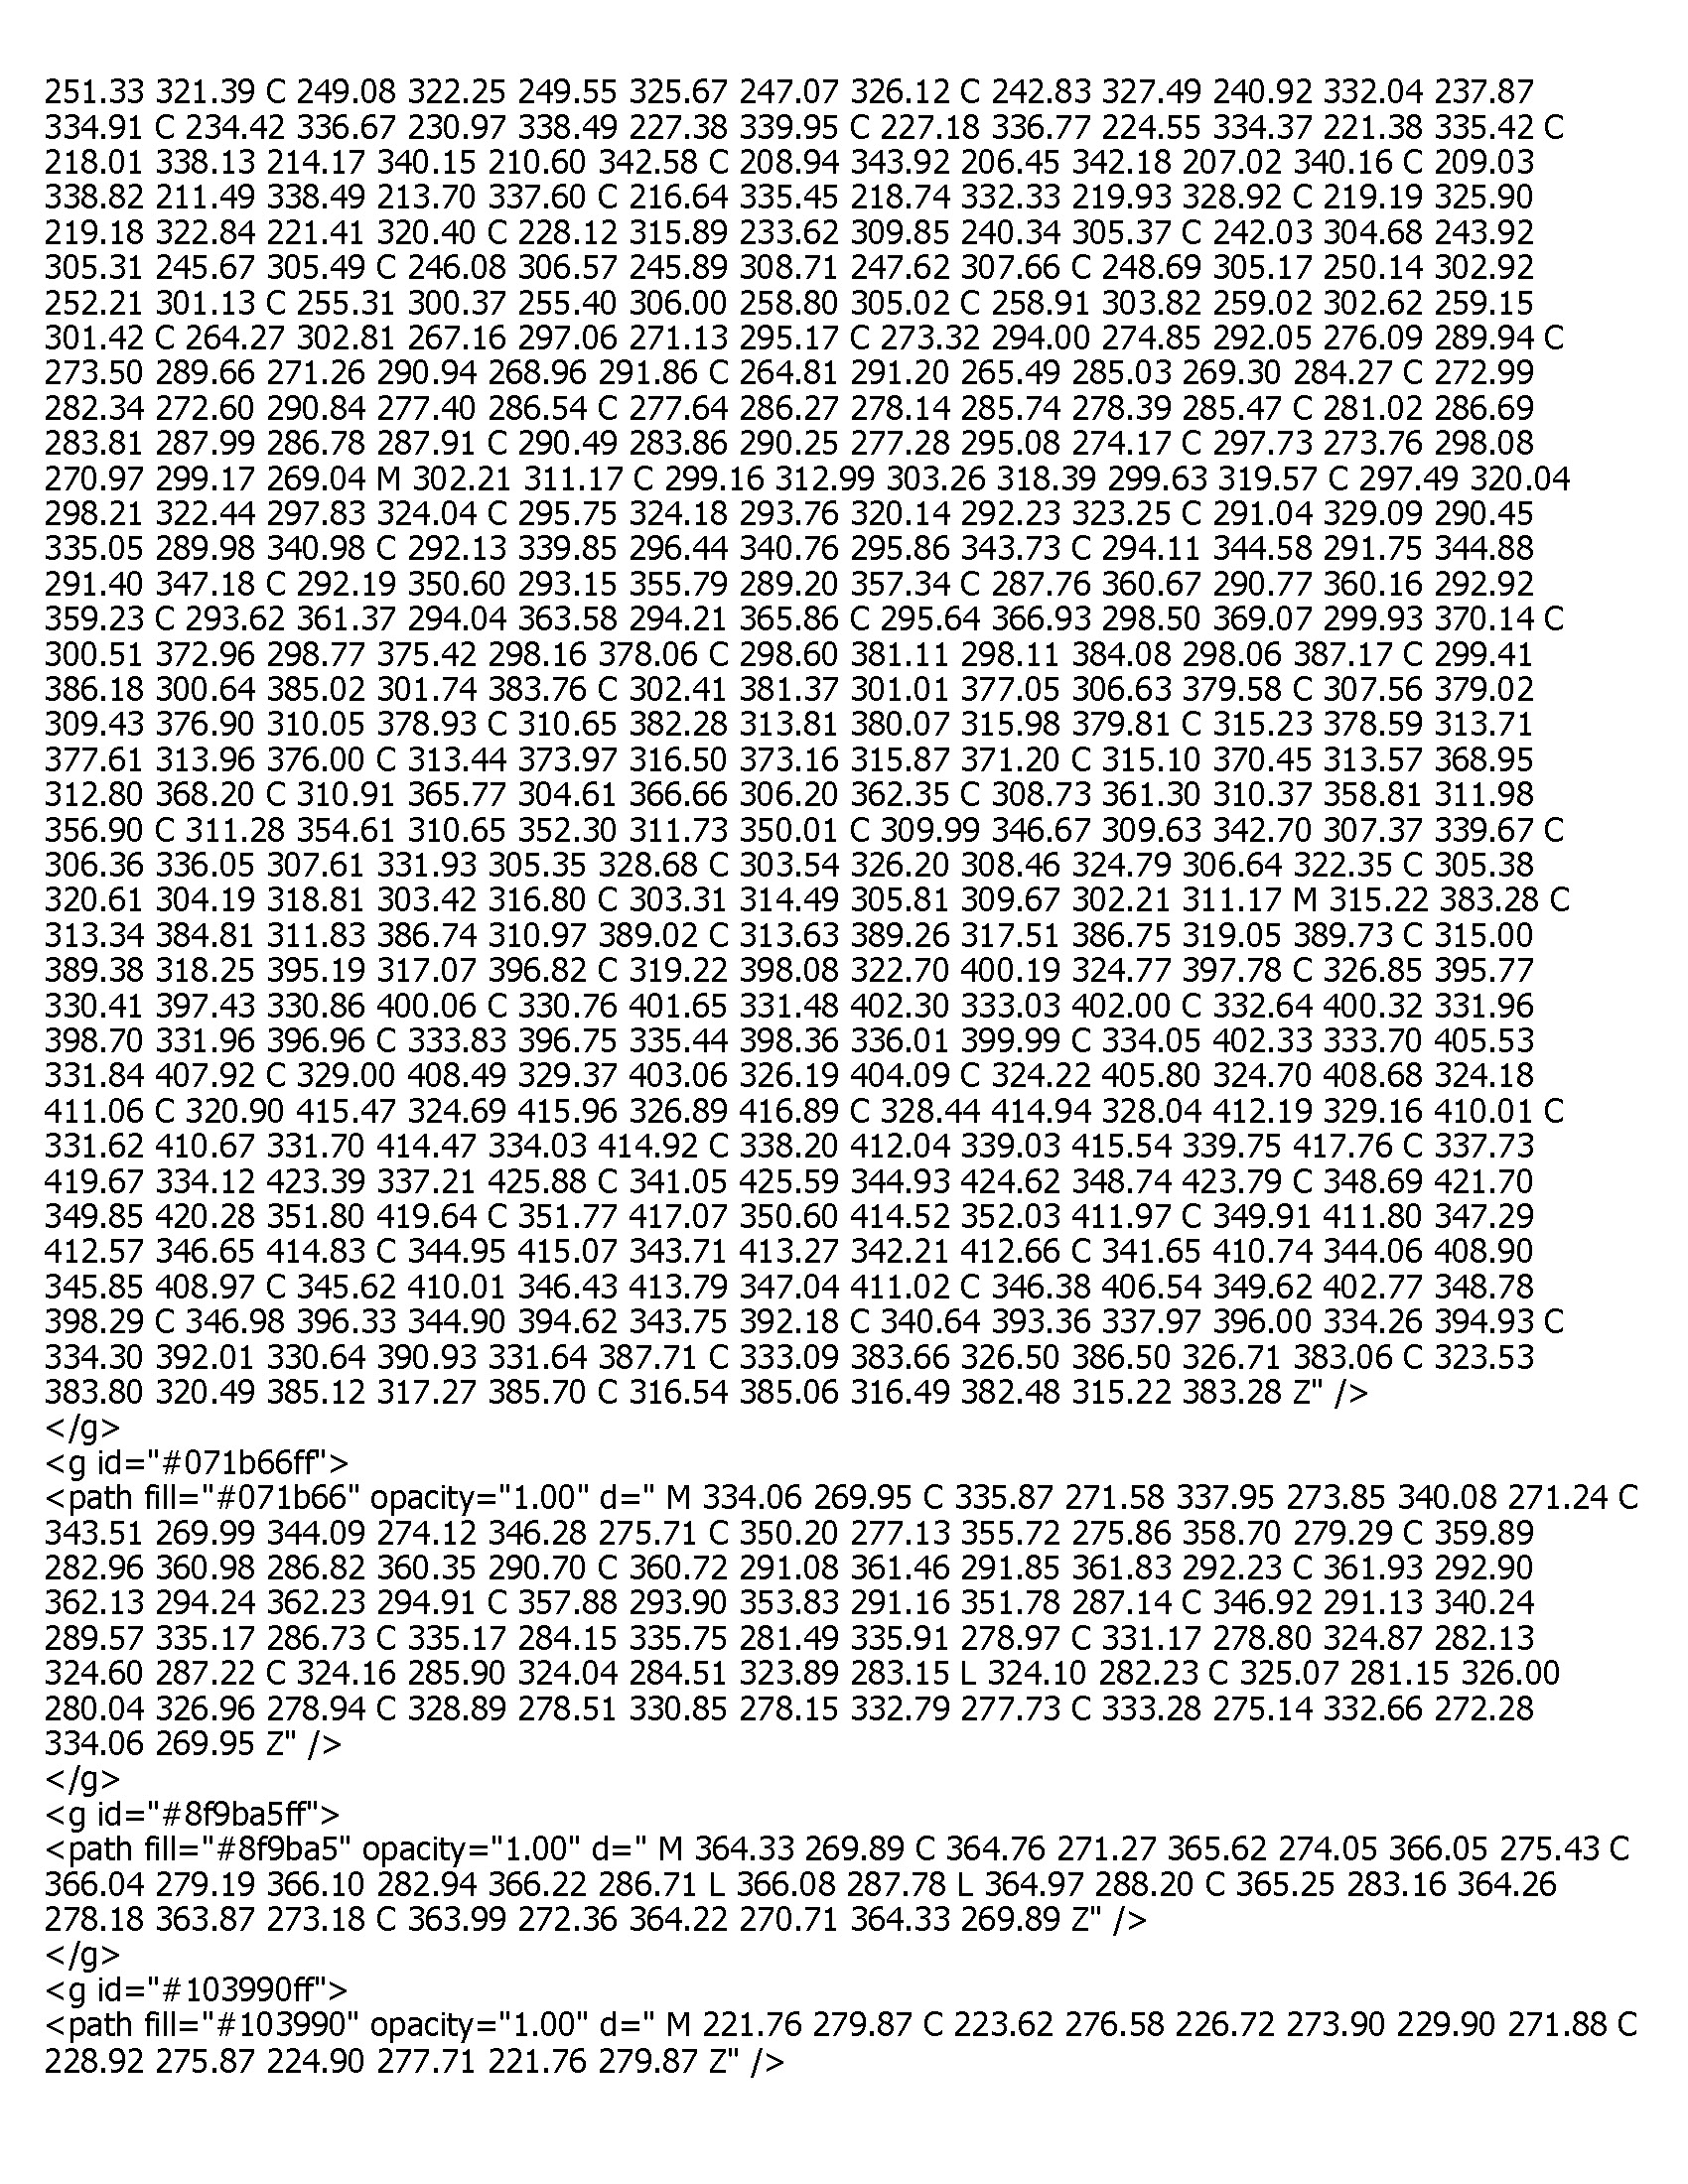 251.33 321.39 C 249.08 322.25 249.55 325.67 247.07 326.12 C 242.83 327.49 240.92 332.04 237.87
334.91 C 234.42 336.67 230.97 338.49 227.38 339.95 C 227.18 336.77 224.55 334.37 221.38 335.42 C
218.01 338.13 214.17 340.15 210.60 342.58 C 208.94 343.92 206.45 342.18 207.02 340.16 C 209.03
338.82 211.49 338.49 213.70 337.60 C 216.64 335.45 218.74 332.33 219.93 328.92 C 219.19 325.90
219.18 322.84 221.41 320.40 C 228.12 315.89 233.62 309.85 240.34 305.37 C 242.03 304.68 243.92
305.31 245.67 305.49 C 246.08 306.57 245.89 308.71 247.62 307.66 C 248.69 305.17 250.14 302.92
252.21 301.13 C 255.31 300.37 255.40 306.00 258.80 305.02 C 258.91 303.82 259.02 302.62 259.15
301.42 C 264.27 302.81 267.16 297.06 271.13 295.17 C 273.32 294.00 274.85 292.05 276.09 289.94 C
273.50 289.66 271.26 290.94 268.96 291.86 C 264.81 291.20 265.49 285.03 269.30 284.27 C 272.99
282.34 272.60 290.84 277.40 286.54 C 277.64 286.27 278.14 285.74 278.39 285.47 C 281.02 286.69
283.81 287.99 286.78 287.91 C 290.49 283.86 290.25 277.28 295.08 274.17 C 297.73 273.76 298.08
270.97 299.17 269.04 M 302.21 311.17 C 299.16 312.99 303.26 318.39 299.63 319.57 C 297.49 320.04
298.21 322.44 297.83 324.04 C 295.75 324.18 293.76 320.14 292.23 323.25 C 291.04 329.09 290.45
335.05 289.98 340.98 C 292.13 339.85 296.44 340.76 295.86 343.73 C 294.11 344.58 291.75 344.88
291.40 347.18 C 292.19 350.60 293.15 355.79 289.20 357.34 C 287.76 360.67 290.77 360.16 292.92
359.23 C 293.62 361.37 294.04 363.58 294.21 365.86 C 295.64 366.93 298.50 369.07 299.93 370.14 C
300.51 372.96 298.77 375.42 298.16 378.06 C 298.60 381.11 298.11 384.08 298.06 387.17 C 299.41
386.18 300.64 385.02 301.74 383.76 C 302.41 381.37 301.01 377.05 306.63 379.58 C 307.56 379.02
309.43 376.90 310.05 378.93 C 310.65 382.28 313.81 380.07 315.98 379.81 C 315.23 378.59 313.71
377.61 313.96 376.00 C 313.44 373.97 316.50 373.16 315.87 371.20 C 315.10 370.45 313.57 368.95
312.80 368.20 C 310.91 365.77 304.61 366.66 306.20 362.35 C 308.73 361.30 310.37 358.81 311.98
356.90 C 311.28 354.61 310.65 352.30 311.73 350.01 C 309.99 346.67 309.63 342.70 307.37 339.67 C
306.36 336.05 307.61 331.93 305.35 328.68 C 303.54 326.20 308.46 324.79 306.64 322.35 C 305.38
320.61 304.19 318.81 303.42 316.80 C 303.31 314.49 305.81 309.67 302.21 311.17 M 315.22 383.28 C
313.34 384.81 311.83 386.74 310.97 389.02 C 313.63 389.26 317.51 386.75 319.05 389.73 C 315.00
389.38 318.25 395.19 317.07 396.82 C 319.22 398.08 322.70 400.19 324.77 397.78 C 326.85 395.77
330.41 397.43 330.86 400.06 C 330.76 401.65 331.48 402.30 333.03 402.00 C 332.64 400.32 331.96
398.70 331.96 396.96 C 333.83 396.75 335.44 398.36 336.01 399.99 C 334.05 402.33 333.70 405.53
331.84 407.92 C 329.00 408.49 329.37 403.06 326.19 404.09 C 324.22 405.80 324.70 408.68 324.18
411.06 C 320.90 415.47 324.69 415.96 326.89 416.89 C 328.44 414.94 328.04 412.19 329.16 410.01 C
331.62 410.67 331.70 414.47 334.03 414.92 C 338.20 412.04 339.03 415.54 339.75 417.76 C 337.73
419.67 334.12 423.39 337.21 425.88 C 341.05 425.59 344.93 424.62 348.74 423.79 C 348.69 421.70
349.85 420.28 351.80 419.64 C 351.77 417.07 350.60 414.52 352.03 411.97 C 349.91 411.80 347.29
412.57 346.65 414.83 C 344.95 415.07 343.71 413.27 342.21 412.66 C 341.65 410.74 344.06 408.90
345.85 408.97 C 345.62 410.01 346.43 413.79 347.04 411.02 C 346.38 406.54 349.62 402.77 348.78
398.29 C 346.98 396.33 344.90 394.62 343.75 392.18 C 340.64 393.36 337.97 396.00 334.26 394.93 C
334.30 392.01 330.64 390.93 331.64 387.71 C 333.09 383.66 326.50 386.50 326.71 383.06 C 323.53
383.80 320.49 385.12 317.27 385.70 C 316.54 385.06 316.49 382.48 315.22 383.28 Z" />
</g>
<g id="#071b66ff">
<path fill="#071b66" opacity="1.00" d=" M 334.06 269.95 C 335.87 271.58 337.95 273.85 340.08 271.24 C
343.51 269.99 344.09 274.12 346.28 275.71 C 350.20 277.13 355.72 275.86 358.70 279.29 C 359.89
282.96 360.98 286.82 360.35 290.70 C 360.72 291.08 361.46 291.85 361.83 292.23 C 361.93 292.90
362.13 294.24 362.23 294.91 C 357.88 293.90 353.83 291.16 351.78 287.14 C 346.92 291.13 340.24
289.57 335.17 286.73 C 335.17 284.15 335.75 281.49 335.91 278.97 C 331.17 278.80 324.87 282.13
324.60 287.22 C 324.16 285.90 324.04 284.51 323.89 283.15 L 324.10 282.23 C 325.07 281.15 326.00
280.04 326.96 278.94 C 328.89 278.51 330.85 278.15 332.79 277.73 C 333.28 275.14 332.66 272.28
334.06 269.95 Z" />
</g>
<g id="#8f9ba5ff">
<path fill="#8f9ba5" opacity="1.00" d=" M 364.33 269.89 C 364.76 271.27 365.62 274.05 366.05 275.43 C
366.04 279.19 366.10 282.94 366.22 286.71 L 366.08 287.78 L 364.97 288.20 C 365.25 283.16 364.26
278.18 363.87 273.18 C 363.99 272.36 364.22 270.71 364.33 269.89 Z" />
</g>
<g id="#103990ff">
<path fill="#103990" opacity="1.00" d=" M 221.76 279.87 C 223.62 276.58 226.72 273.90 229.90 271.88 C
228.92 275.87 224.90 277.71 221.76 279.87 Z" />